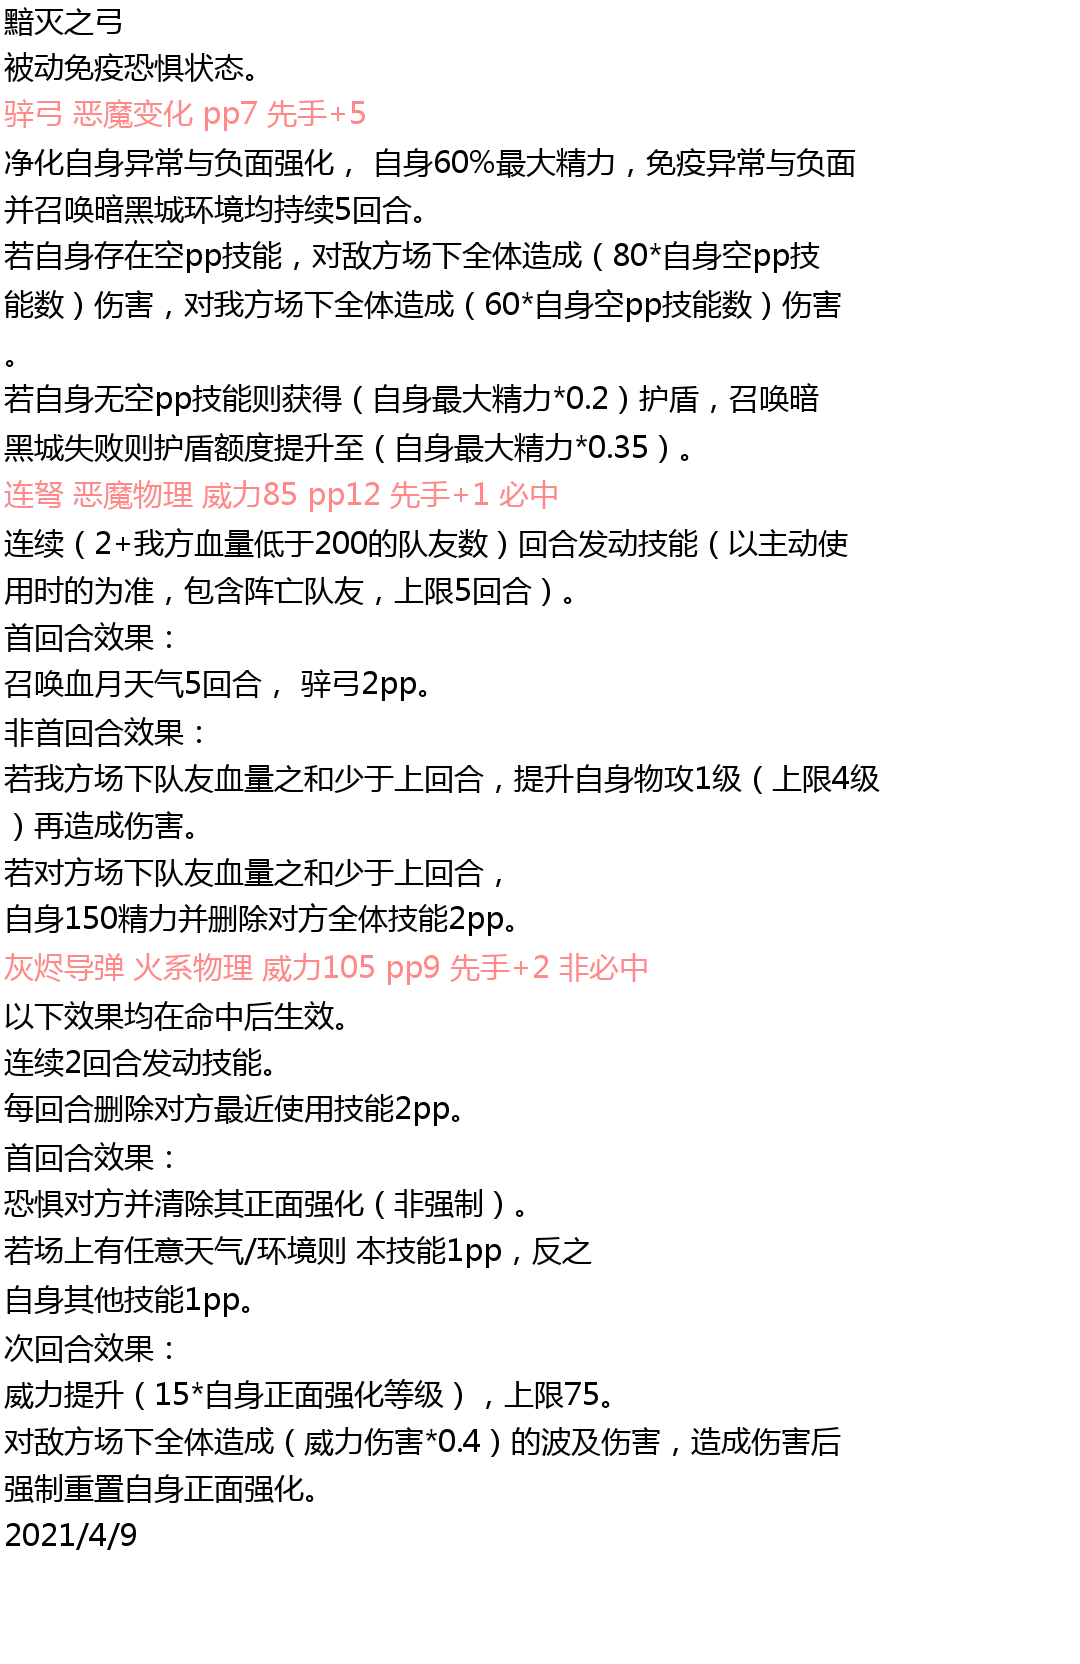 黯灭之弓
被动免疫恐惧状态。
骍弓 恶魔变化 pp7 先手+5
净化自身异常与负面强化， 自身60%最大精力，免疫异常与负面
并召唤暗黑城环境均持续5回合。
若自身存在空pp技能，对敌方场下全体造成（80*自身空pp技
能数）伤害，对我方场下全体造成（60*自身空pp技能数）伤害
。
若自身无空pp技能则获得（自身最大精力*0.2）护盾，召唤暗
黑城失败则护盾额度提升至（自身最大精力*0.35）。
连弩 恶魔物理 威力85 pp12 先手+1 必中
连续（2+我方血量低于200的队友数）回合发动技能（以主动使
用时的为准，包含阵亡队友，上限5回合）。
首回合效果：
召唤血月天气5回合， 骍弓2pp。
非首回合效果：
若我方场下队友血量之和少于上回合，提升自身物攻1级（上限4级
）再造成伤害。
若对方场下队友血量之和少于上回合，
自身150精力并删除对方全体技能2pp。
灰烬导弹 火系物理 威力105 pp9 先手+2 非必中
以下效果均在命中后生效。
连续2回合发动技能。
每回合删除对方最近使用技能2pp。
首回合效果：
恐惧对方并清除其正面强化（非强制）。
若场上有任意天气/环境则 本技能1pp，反之
自身其他技能1pp。
次回合效果：
威力提升（15*自身正面强化等级），上限75。
对敌方场下全体造成（威力伤害*0.4）的波及伤害，造成伤害后
强制重置自身正面强化。
2021/4/9